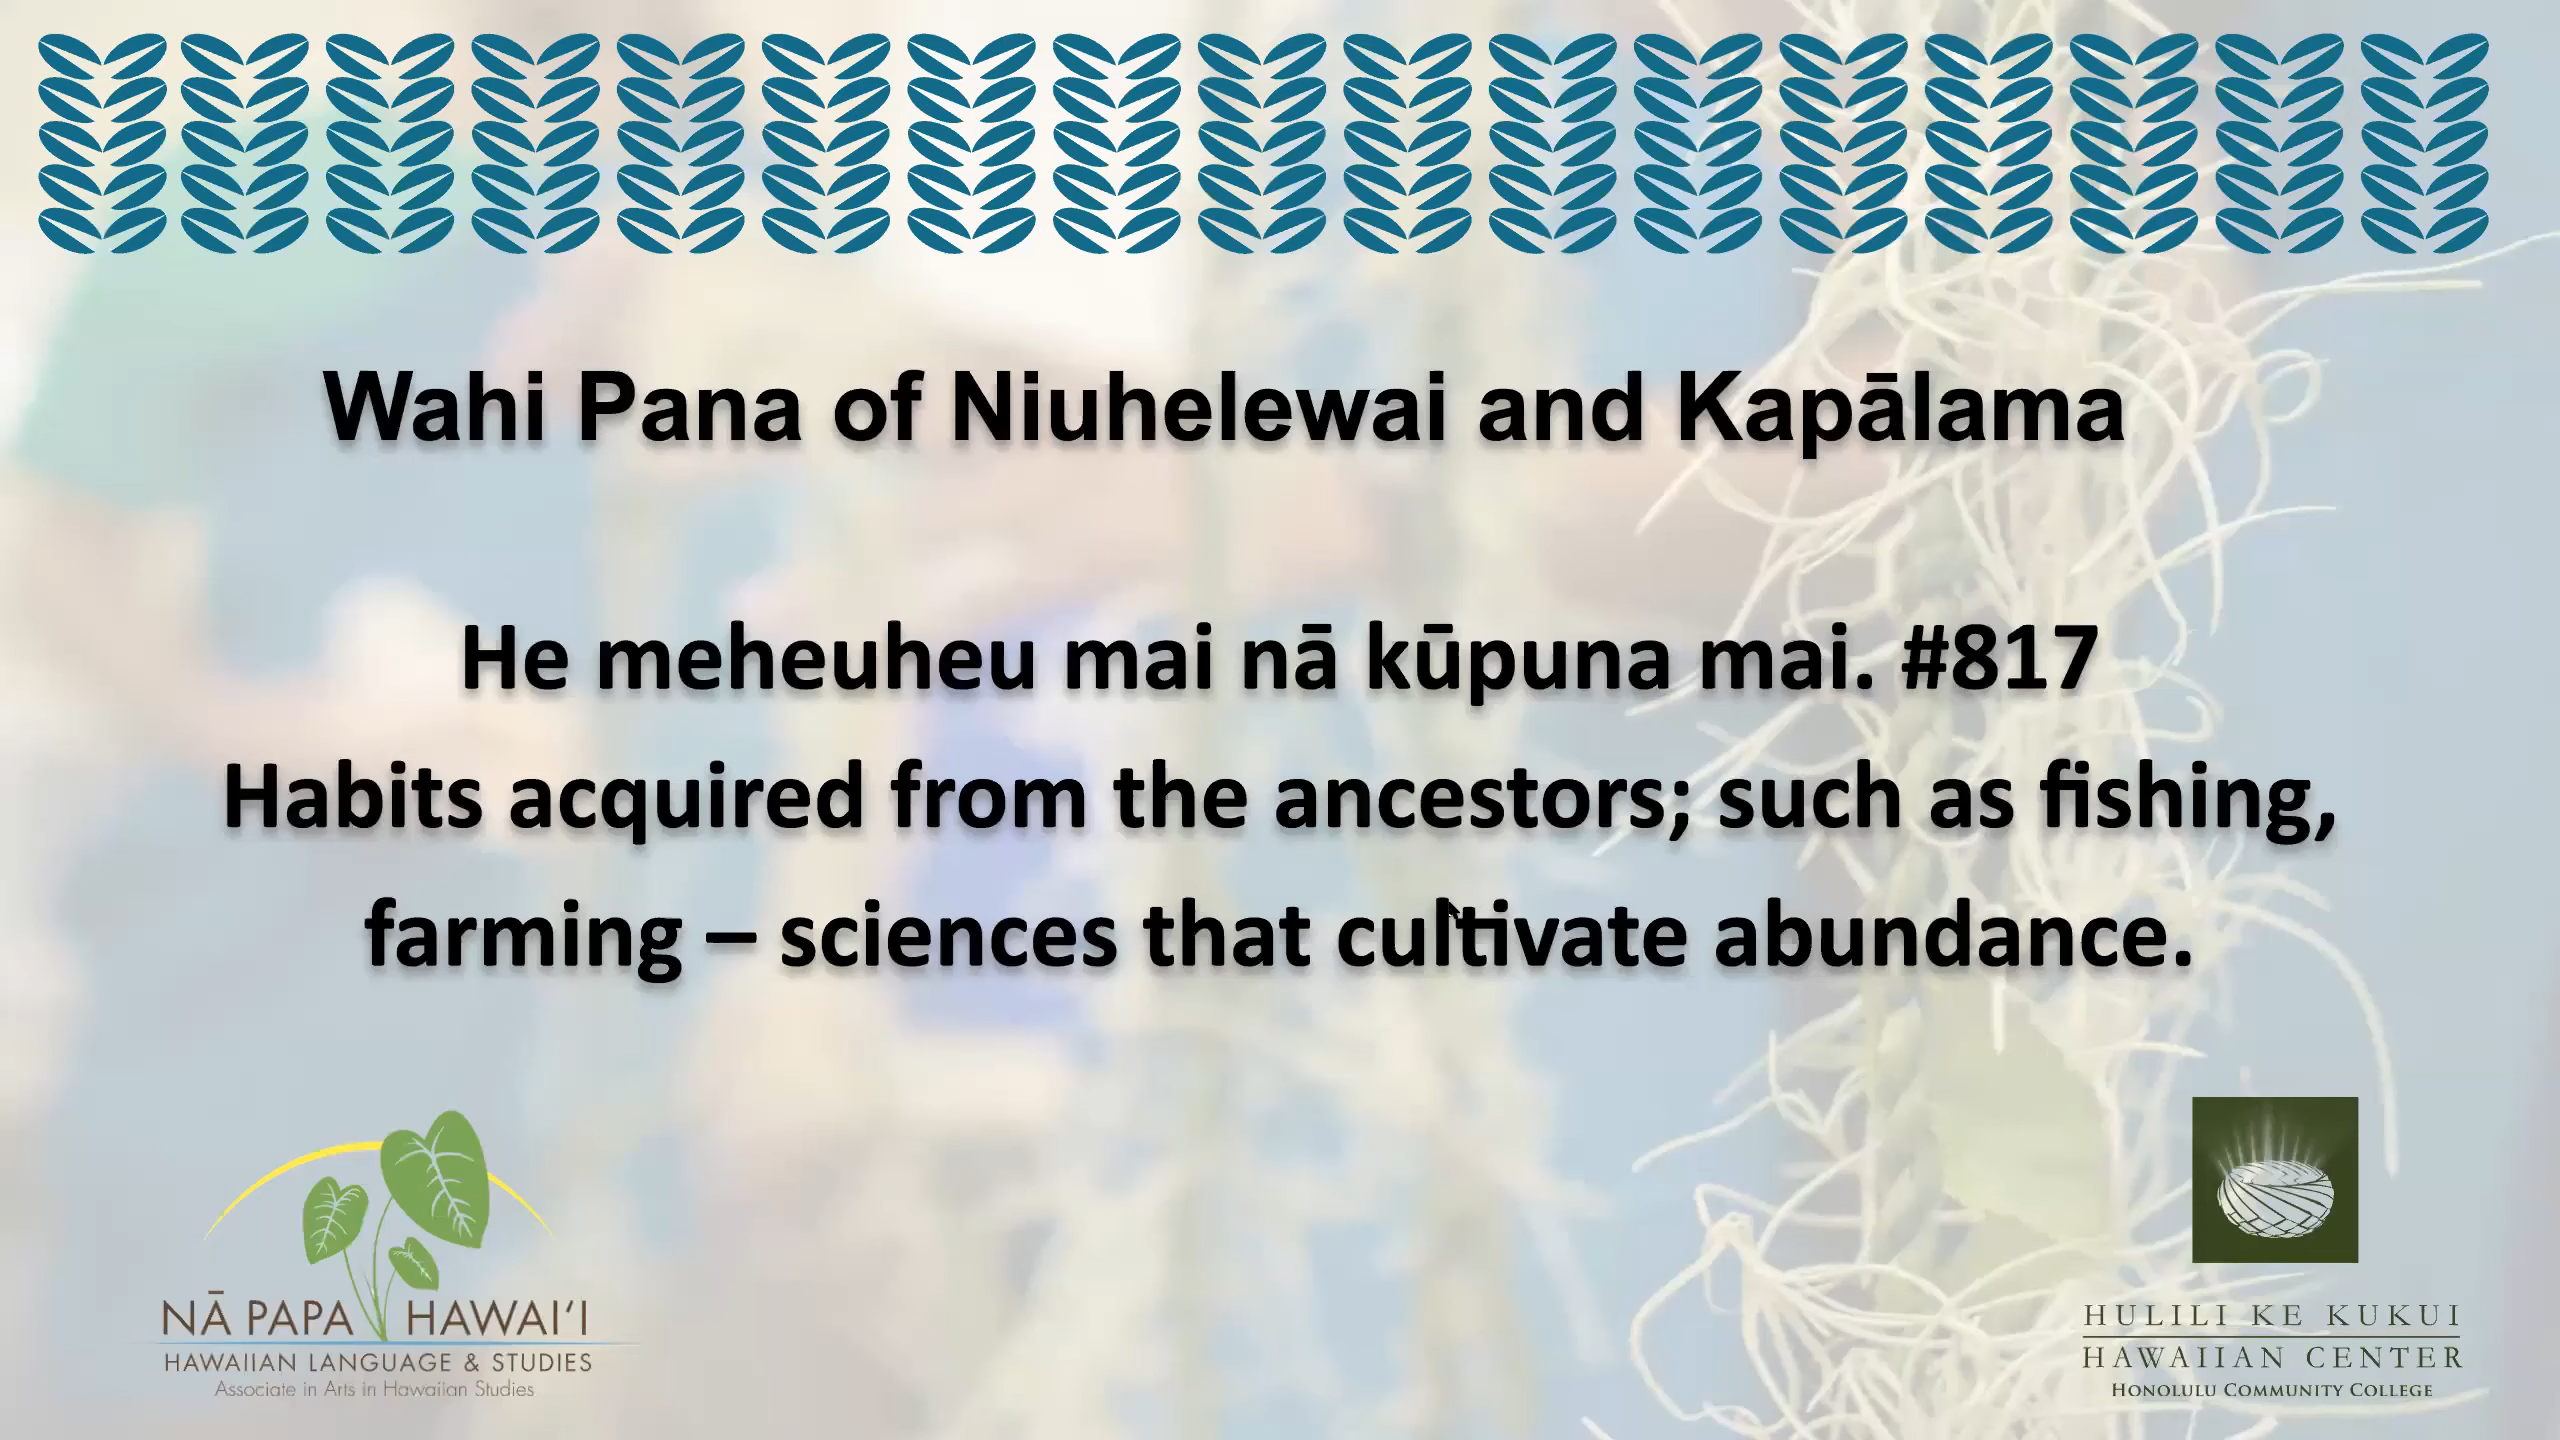 Wahi Pana of Niuhelewai and Kapālama
He meheuheu mai nā kūpuna mai. #817
Habits acquired from the ancestors; such as fishing,
farming – sciences that cultivate abundance.
NĀ PAPA HAWAIʻI
HAWAIIAN LANGUAGE & STUDIES
Associate in Arts in Hawaiian Studies
HULILI KE KUKUI
HAWAIIAN CENTER
HONOLULU COMMUNITY COLLEGE